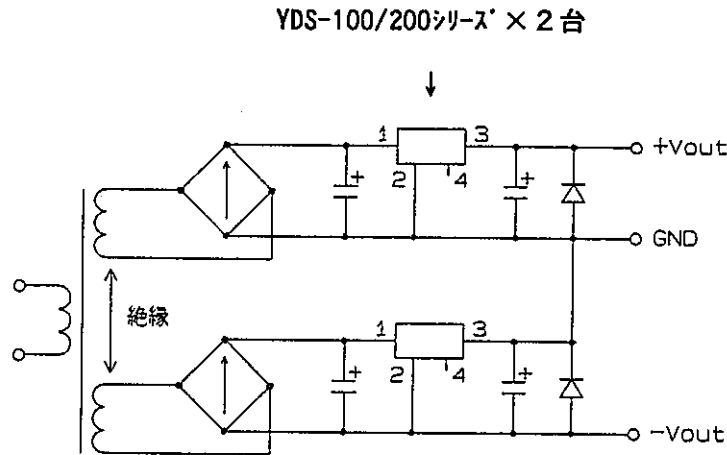 YDS-100/200ｼﾘｰｽﾞ × 2 台
↓
1 3
2 4
+
+
+Vout
GND
絶縁
1 3
2 4
+
+
-Vout